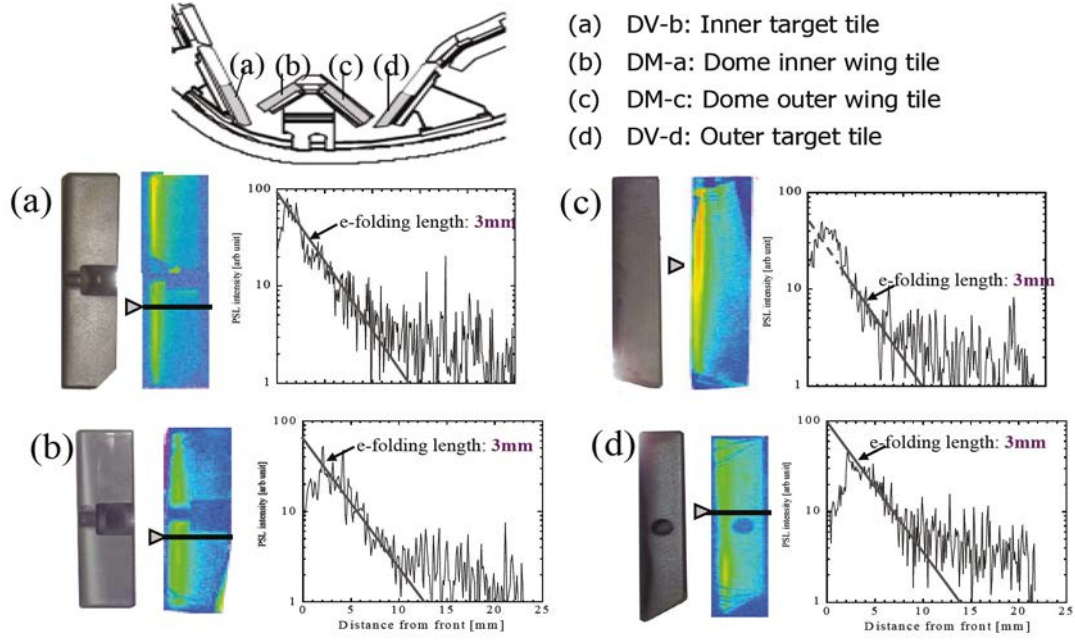 (a) (b) (c) (d)
(a) DV-b: Inner target tile
(b) DM-a: Dome inner wing tile
(c) DM-c: Dome outer wing tile
(d) DV-d: Outer target tile
(a)
100
10
1
PSL intensity [arb unit]
e-folding length: 3mm
(c)
100
10
1
PSL intensity [arb unit]
e-folding length: 3mm
(b)
100
10
1
PSL intensity [arb unit]
e-folding length: 3mm
0 5 10 15 20 25
Distance from front [mm]
(d)
100
10
1
PSL intensity [arb unit]
e-folding length: 3mm
0 5 10 15 20 25
Distance from front [mm]